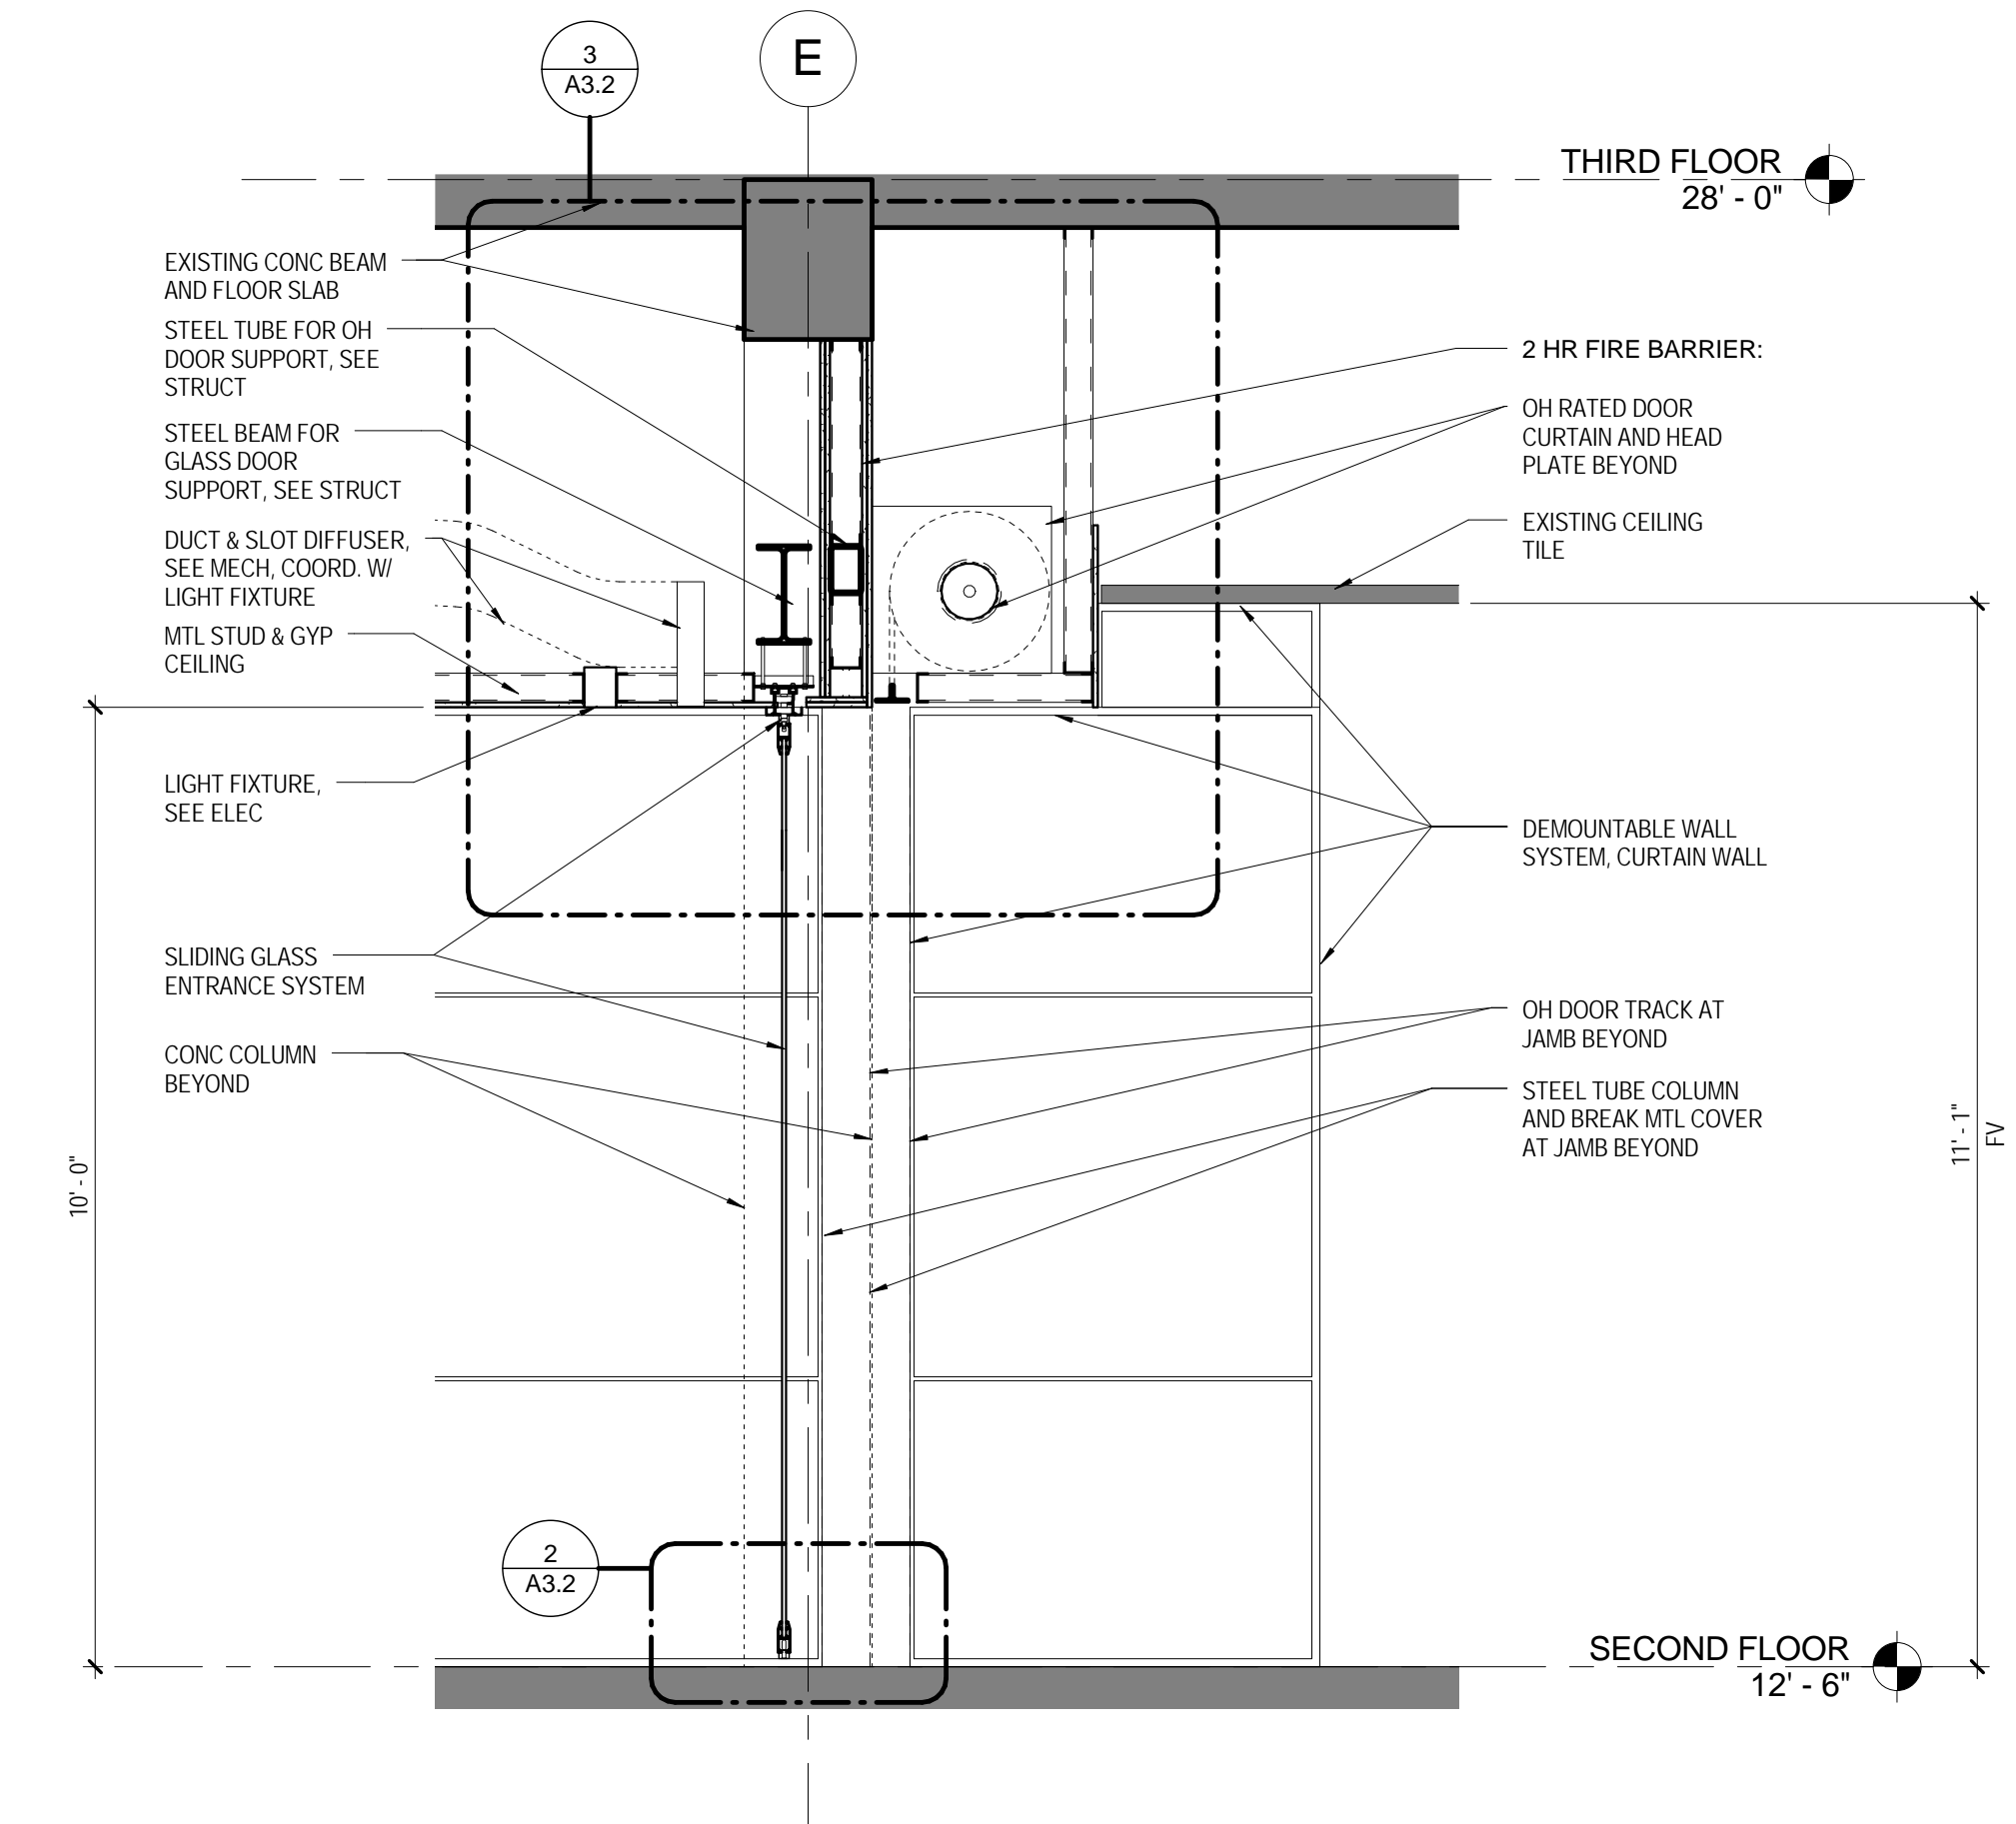 3
A3.2
E
THIRD FLOOR
28' - 0"
EXISTING CONC BEAM
AND FLOOR SLAB
STEEL TUBE FOR OH
DOOR SUPPORT, SEE
STRUCT
STEEL BEAM FOR
GLASS DOOR
SUPPORT, SEE STRUCT
DUCT & SLOT DIFFUSER,
SEE MECH, COORD. W/
LIGHT FIXTURE
MTL STUD & GYP
CEILING
LIGHT FIXTURE,
SEE ELEC
SLIDING GLASS
ENTRANCE SYSTEM
CONC COLUMN
BEYOND
10' - 0"
2 HR FIRE BARRIER:
OH RATED DOOR
CURTAIN AND HEAD
PLATE BEYOND
EXISTING CEILING
TILE
DEMOUNTABLE WALL
SYSTEM, CURTAIN WALL
OH DOOR TRACK AT
JAMB BEYOND
STEEL TUBE COLUMN
AND BREAK MTL COVER
AT JAMB BEYOND
11' - 1"
FV
2
A3.2
SECOND FLOOR
12' - 6"